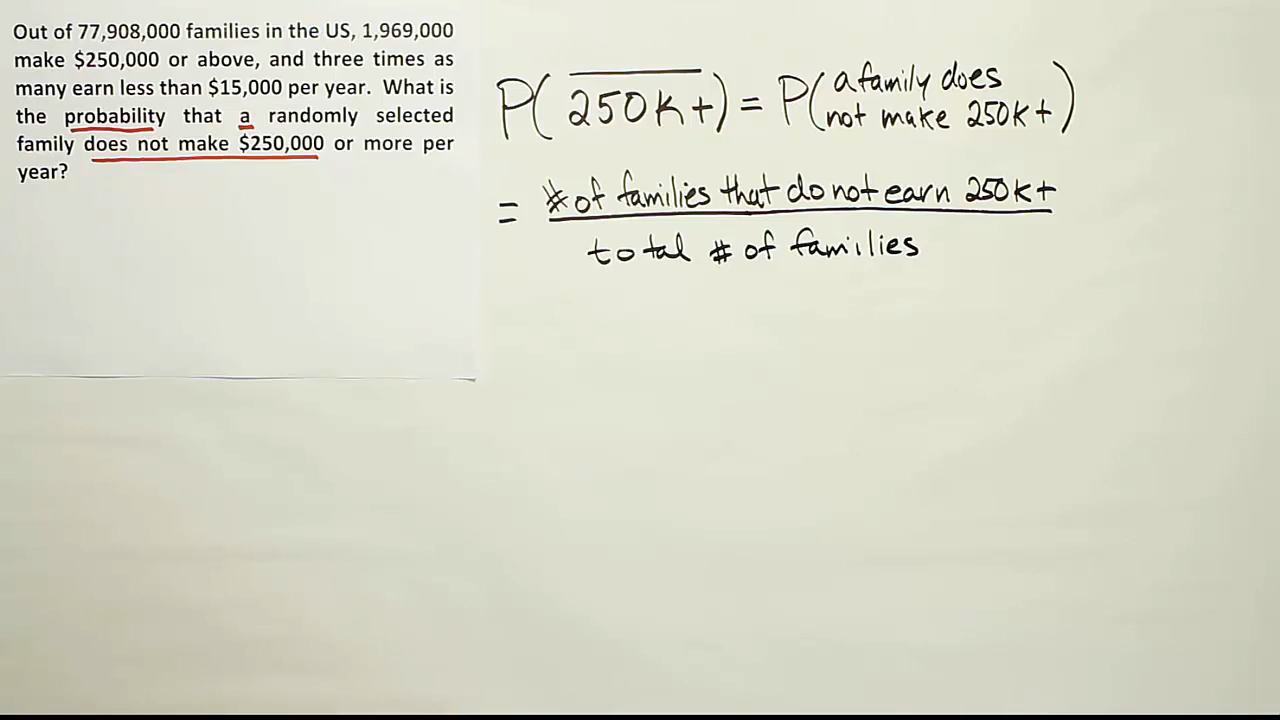 Out of 77,908,000 families in the US, 1,969,000
make $250,000 or above, and three times as
many earn less than $15,000 per year. What is
the probability that a randomly selected
family does not make $250,000 or more per
year?
P( 250K+) = P( a family does
not make 250K+ )
= # of families that do not earn 250K+
total # of families